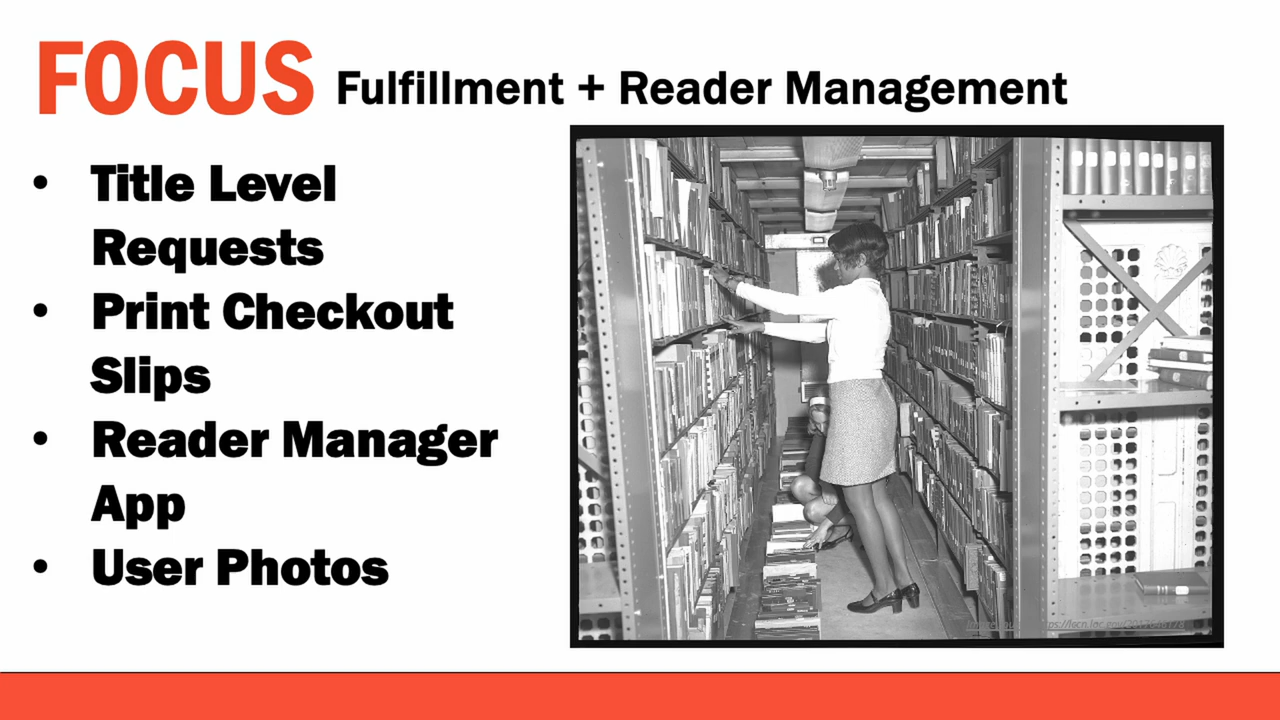 FOCUS Fulfillment + Reader Management
• Title Level
Requests
• Print Checkout
Slips
• Reader Manager
App
• User Photos